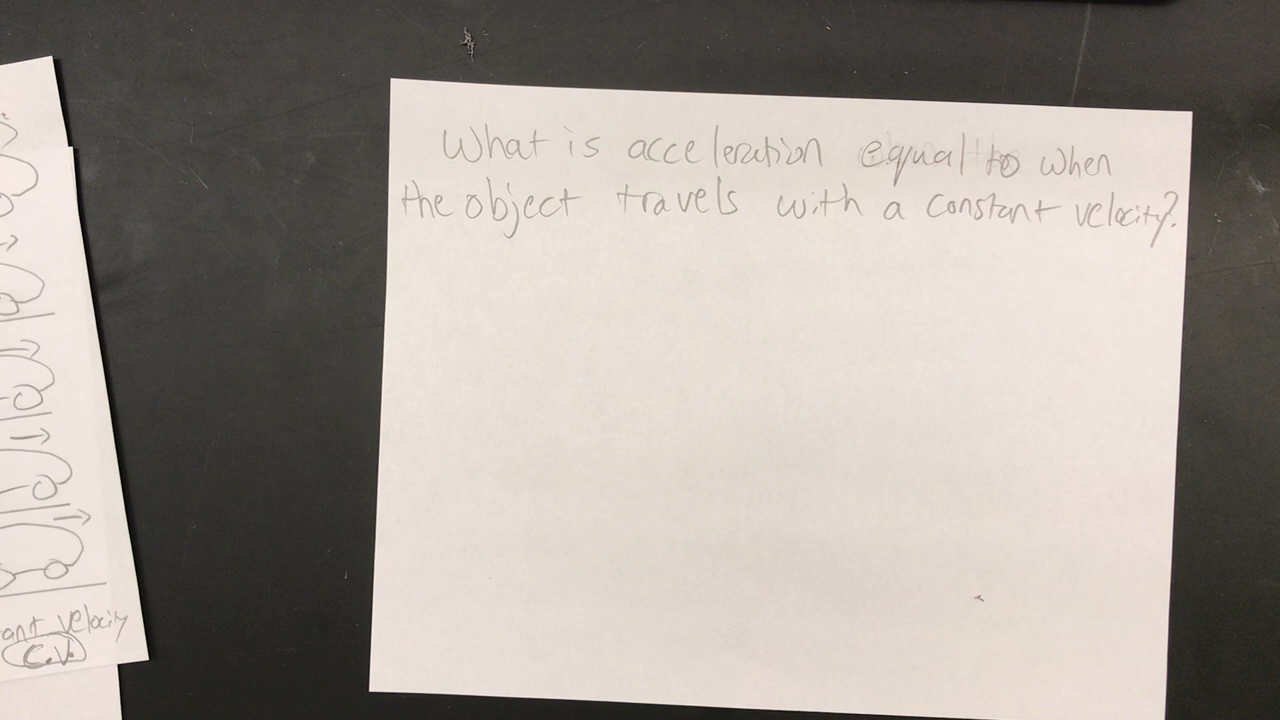 What is acceleration equal to when
the object travels with a constant velocity?
ant velocity
C.V.